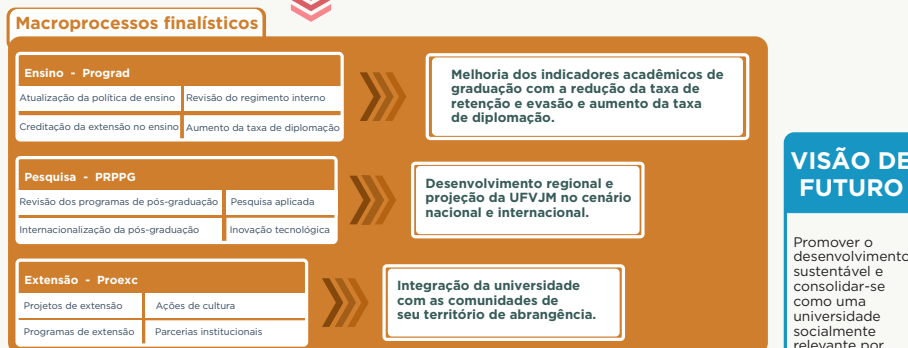 Macroprocessos finalísticos
Ensino - Prograd
Atualização da política de ensino
Revisão do regimento interno
Creditação da extensão no ensino
Aumento da taxa de diplomação
Melhoria dos indicadores acadêmicos de
graduação com a redução da taxa de
retenção e evasão e aumento da taxa
de diplomação.
Pesquisa - PRPPG
Revisão dos programas de pós-graduação
Pesquisa aplicada
Internacionalização da pós-graduação
Inovação tecnológica
Desenvolvimento regional e
projeção da UFVJM no cenário
nacional e internacional.
Extensão - Proexc
Projetos de extensão
Ações de cultura
Programas de extensão
Parcerias institucionais
Integração da universidade
com as comunidades de
seu território de abrangência.
VISÃO DE
FUTURO
Promover o
desenvolvimento
sustentável e
consolidar-se
como uma
universidade
socialmente
relevante por